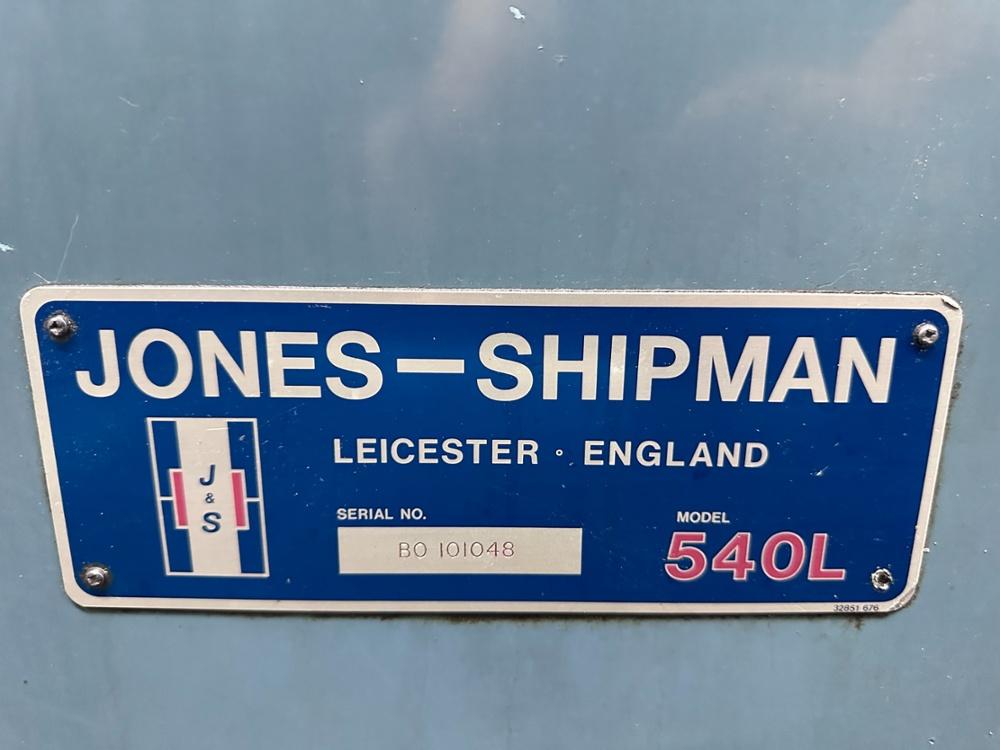 JONES—SHIPMAN
LEICESTER · ENGLAND
J
&
S
SERIAL NO.
BO 101048
MODEL
540L
32851 676